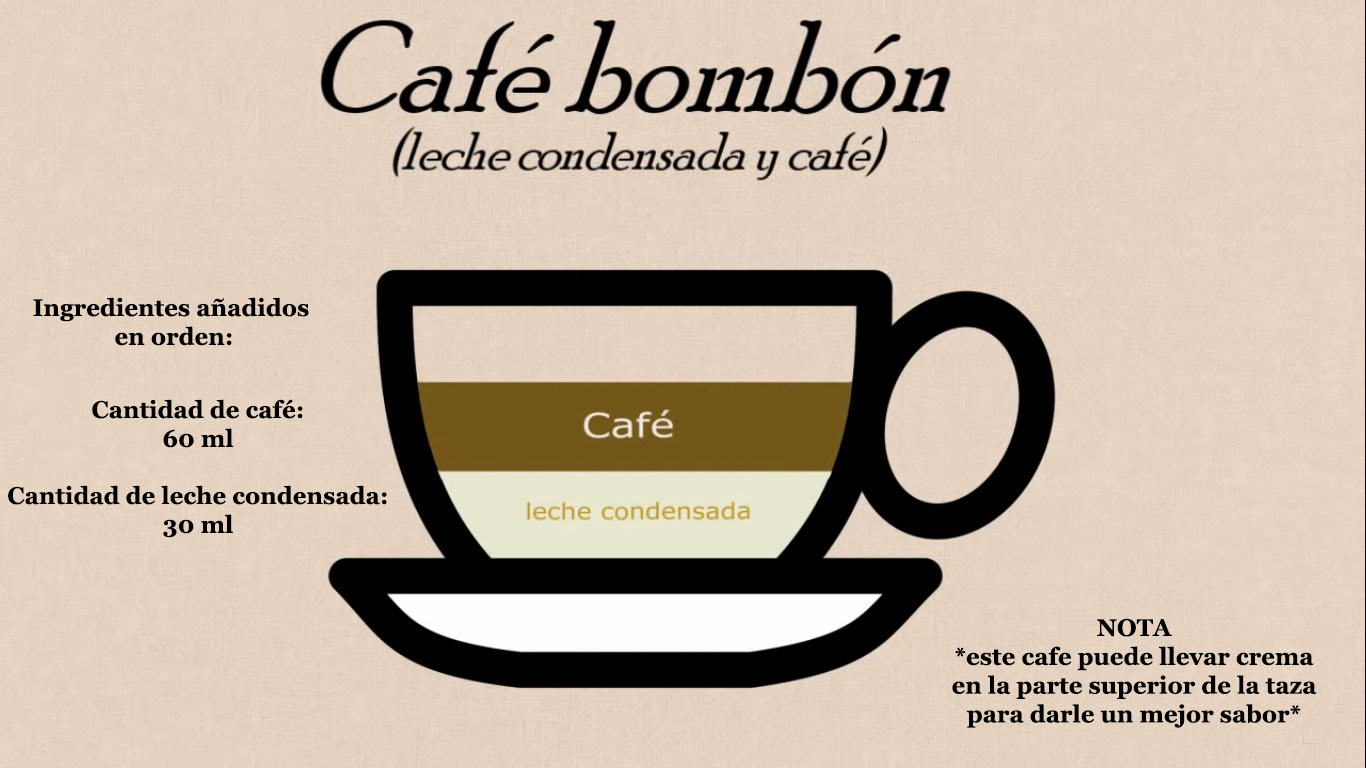 Café bombón
(leche condensada y café)
Ingredientes añadidos
en orden:
Cantidad de café:
60 ml
Cantidad de leche condensada:
30 ml
Café
leche condensada
NOTA
*este cafe puede llevar crema
en la parte superior de la taza
para darle un mejor sabor*